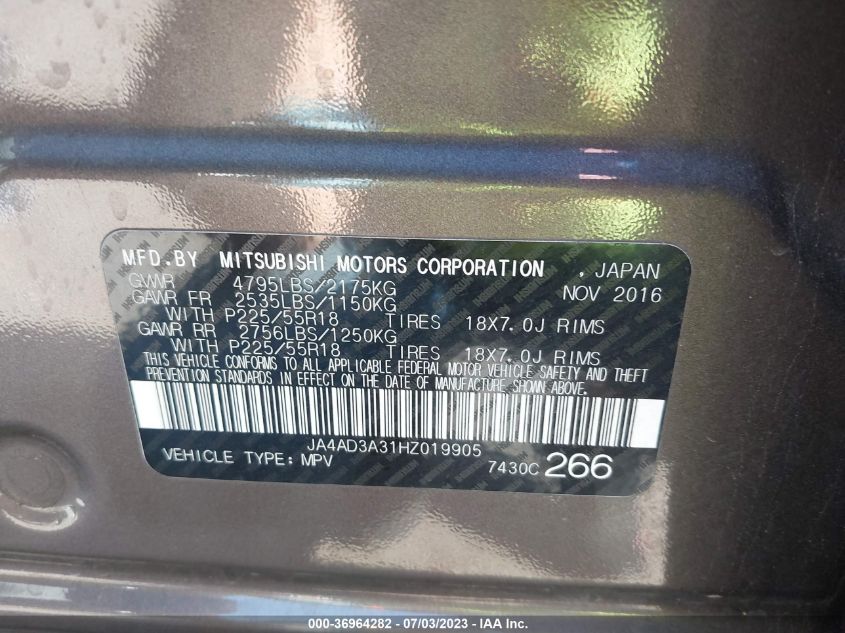 MFD.BY MITSUBISHI MOTORS CORPORATION , JAPAN
GVWR 4795LBS/2175KG NOV 2016
GAWR FR 2535LBS/1150KG
WITH P225/55R18 TIRES 18X7.0J RIMS
GAWR RR 2756LBS/1250KG
WITH P225/55R18 TIRES 18X7.0J RIMS
THIS VEHICLE CONFORMS TO ALL APPLICABLE FEDERAL MOTOR VEHICLE SAFETY AND THEFT
PREVENTION STANDARDS IN EFFECT ON THE DATE OF MANUFACTURE SHOWN ABOVE.
JA4AD3A31HZ019905
VEHICLE TYPE: MPV 7430C 266
000-36964282 - 07/03/2023 - IAA Inc.